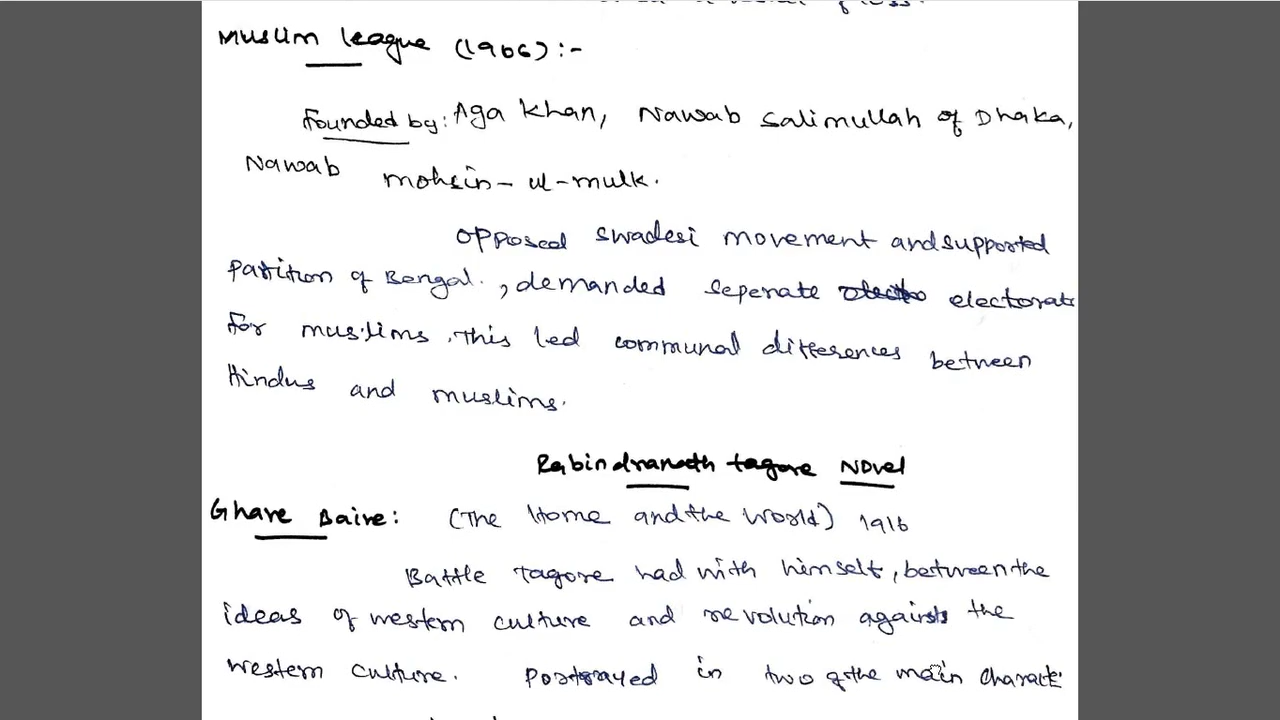 Muslim league (1906):-
Founded by: Aga Khan, Nawab Salimullah of Dhaka,
Nawab mohsin-ul-mulk.
Opposed swadesi movement and supported
Partition of Bengal. , demanded seperate electorat
for muslims. This led communal differences between
Hindus and muslims.
Rabindranath tagore Novel
Ghare Baire: (The Home and the World) 1916
Battle Tagore had with himself, between the
ideas of western culture and revolution against the
western culture. Portrayed in two of the main charact